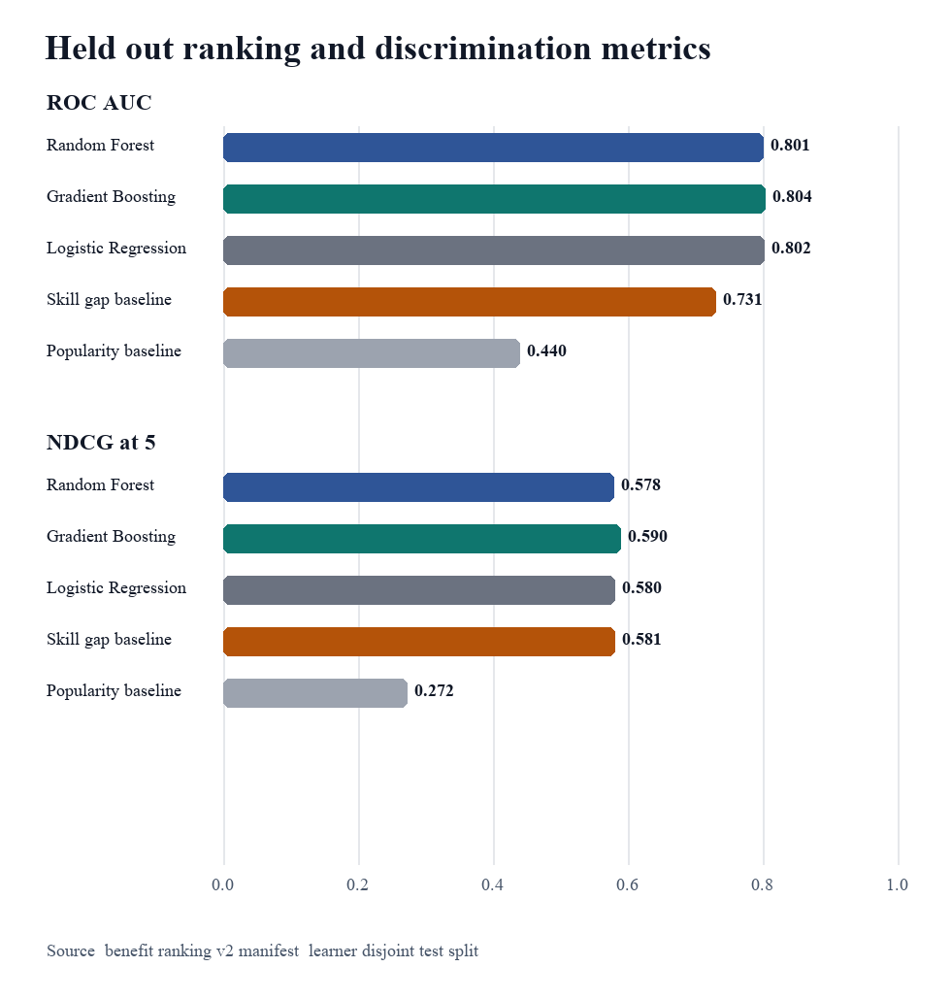 Held out ranking and discrimination metrics
ROC AUC
Random Forest 0.801
Gradient Boosting 0.804
Logistic Regression 0.802
Skill gap baseline 0.731
Popularity baseline 0.440
NDCG at 5
Random Forest 0.578
Gradient Boosting 0.590
Logistic Regression 0.580
Skill gap baseline 0.581
Popularity baseline 0.272
0.0 0.2 0.4 0.6 0.8 1.0
Source benefit ranking v2 manifest learner disjoint test split